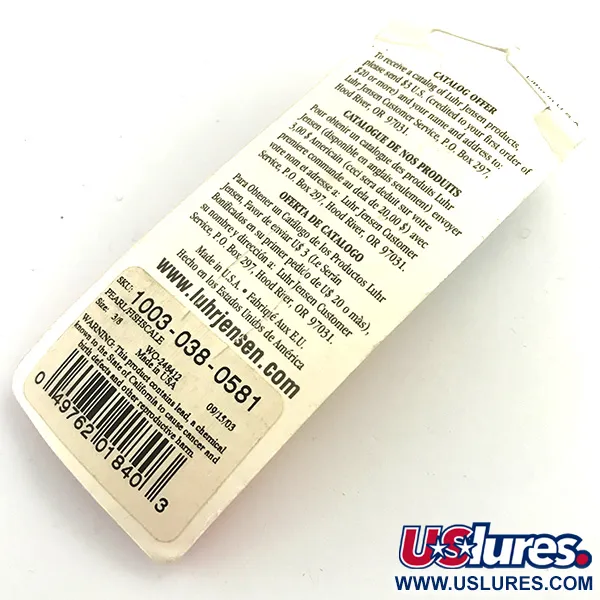 CATALOG OFFER
To receive a catalog of Luhr Jensen products,
please send $3 U.S. (credited to your first order of
$20 or more) and your name and address to:
Luhr Jensen Customer Service, P.O. Box 297,
Hood River, OR 97031.
CATALOGUE DE NOS PRODUITS
Pour obtenir un catalogue des produits Luhr
Jensen (disponible en anglais seulement) envoyer
3,00 $ Americain (ceci sera deduit sur votre
premiere commande au dela de 20.00 $) avec
votre nom et adresse a: Luhr Jensen Customer
Service, P.O. Box 297, Hood River, OR 97031.
OFERTA DE CATALOGO
Para Obtener un Catálogo de los Productos Luhr
Jensen, Favor de enviar U$ 3 (Le Serán
Bonificados en su primer pedido de U$ 20 o más),
su nombre y dirección a: Luhr Jensen Customer
Service, P.O. Box 297, Hood River, OR 97031.
Made in U.S.A. • Fabriqié Aux E.U.
Hecho en los Estados Unidos de América
www.luhrjensen.com
SKU:
1003-038-0581
PEARL/FISHSCALE
Size: 3/8
WO-248412
Made in USA
09/15/03
WARNING: This product contains lead, a chemical
known to the State of California to cause cancer and
birth defects and other reproductive harm.
0 49762 01840 3
USlures.
WWW.USLURES.COM